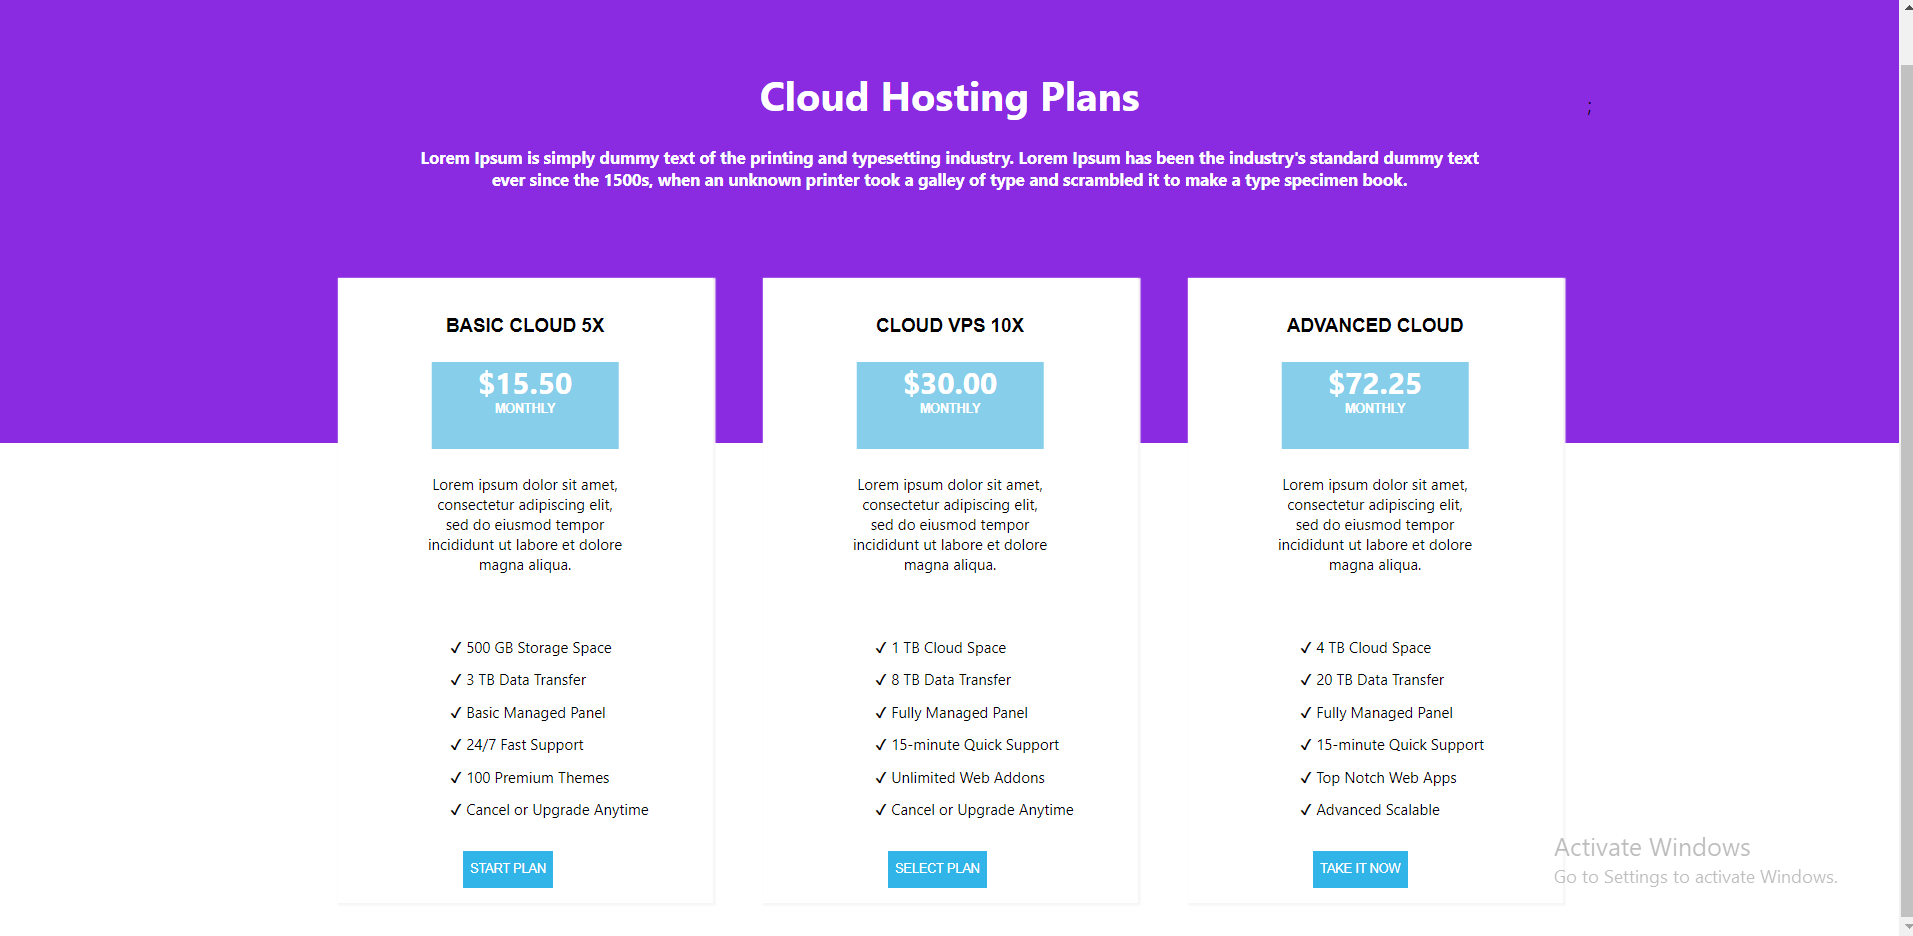 Cloud Hosting Plans
;
Lorem Ipsum is simply dummy text of the printing and typesetting industry. Lorem Ipsum has been the industry's standard dummy text
ever since the 1500s, when an unknown printer took a galley of type and scrambled it to make a type specimen book.
BASIC CLOUD 5X
$15.50
MONTHLY
Lorem ipsum dolor sit amet,
consectetur adipiscing elit,
sed do eiusmod tempor
incididunt ut labore et dolore
magna aliqua.
✓ 500 GB Storage Space
✓ 3 TB Data Transfer
✓ Basic Managed Panel
✓ 24/7 Fast Support
✓ 100 Premium Themes
✓ Cancel or Upgrade Anytime
START PLAN
CLOUD VPS 10X
$30.00
MONTHLY
Lorem ipsum dolor sit amet,
consectetur adipiscing elit,
sed do eiusmod tempor
incididunt ut labore et dolore
magna aliqua.
✓ 1 TB Cloud Space
✓ 8 TB Data Transfer
✓ Fully Managed Panel
✓ 15-minute Quick Support
✓ Unlimited Web Addons
✓ Cancel or Upgrade Anytime
SELECT PLAN
ADVANCED CLOUD
$72.25
MONTHLY
Lorem ipsum dolor sit amet,
consectetur adipiscing elit,
sed do eiusmod tempor
incididunt ut labore et dolore
magna aliqua.
✓ 4 TB Cloud Space
✓ 20 TB Data Transfer
✓ Fully Managed Panel
✓ 15-minute Quick Support
✓ Top Notch Web Apps
✓ Advanced Scalable
TAKE IT NOW
Activate Windows
Go to Settings to activate Windows.